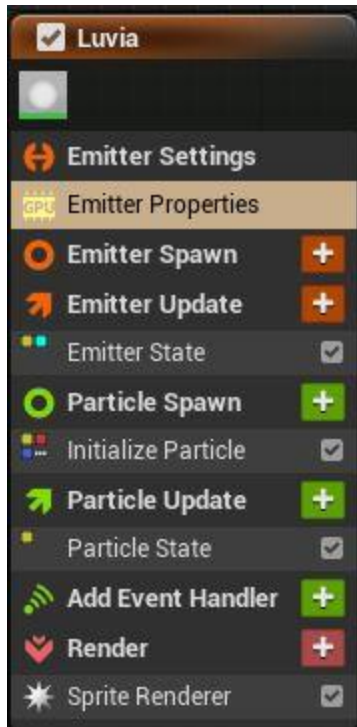 Luvia
Emitter Settings
GPU Emitter Properties
Emitter Spawn
Emitter Update
Emitter State
Particle Spawn
Initialize Particle
Particle Update
Particle State
Add Event Handler
Render
Sprite Renderer